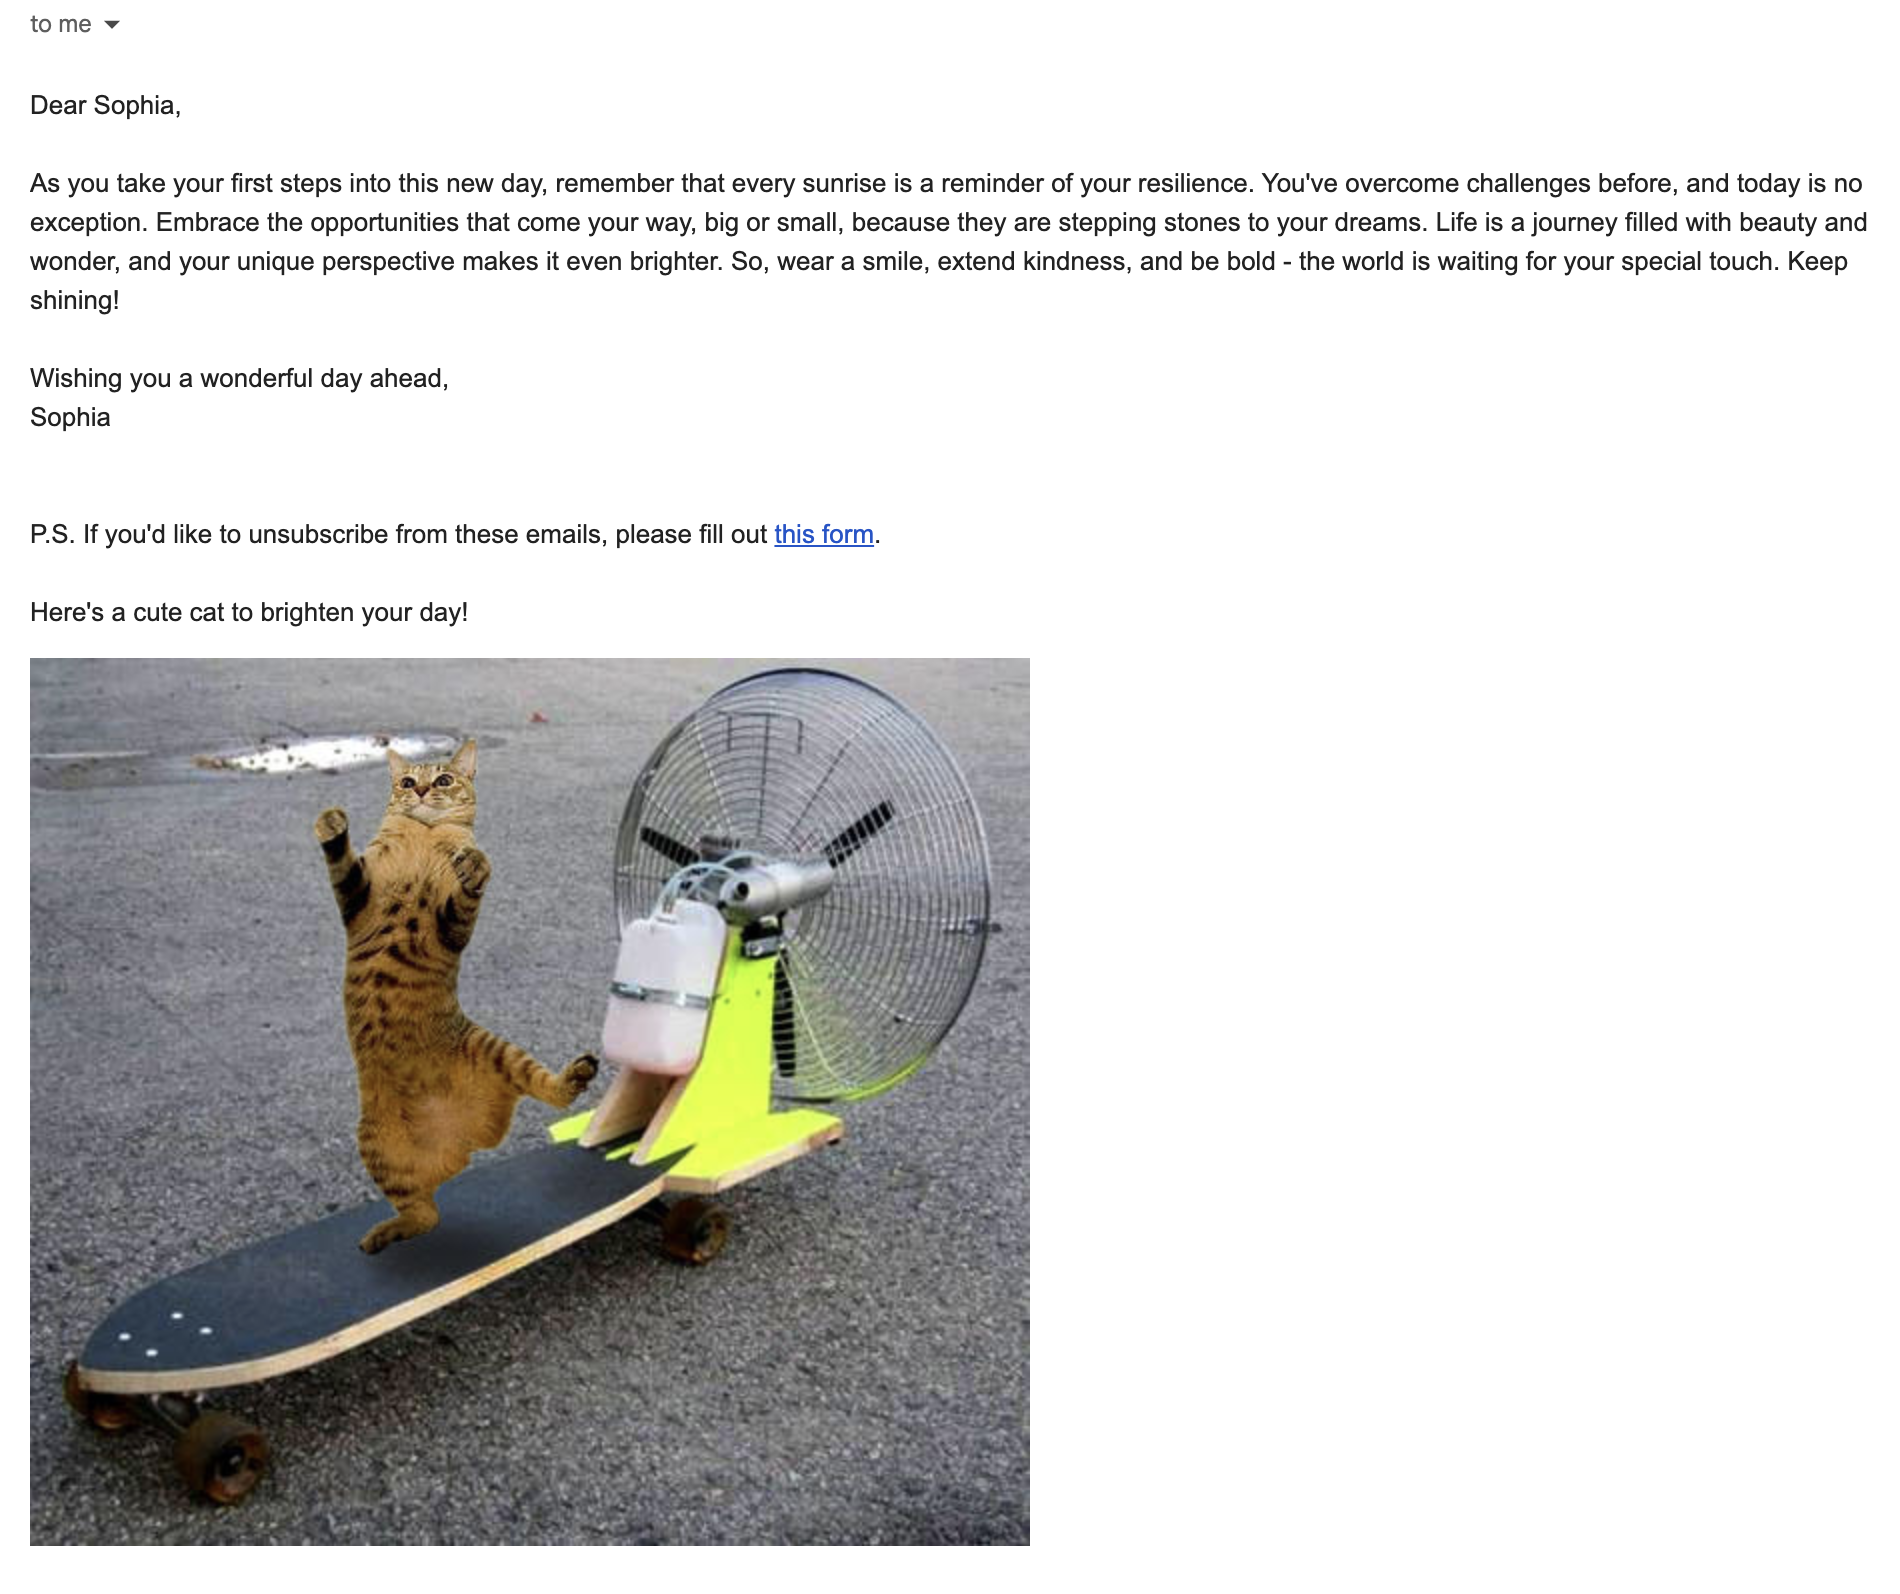 to me
Dear Sophia,
As you take your first steps into this new day, remember that every sunrise is a reminder of your resilience. You've overcome challenges before, and today is no
exception. Embrace the opportunities that come your way, big or small, because they are stepping stones to your dreams. Life is a journey filled with beauty and
wonder, and your unique perspective makes it even brighter. So, wear a smile, extend kindness, and be bold - the world is waiting for your special touch. Keep
shining!
Wishing you a wonderful day ahead,
Sophia
P.S. If you'd like to unsubscribe from these emails, please fill out this form.
Here's a cute cat to brighten your day!